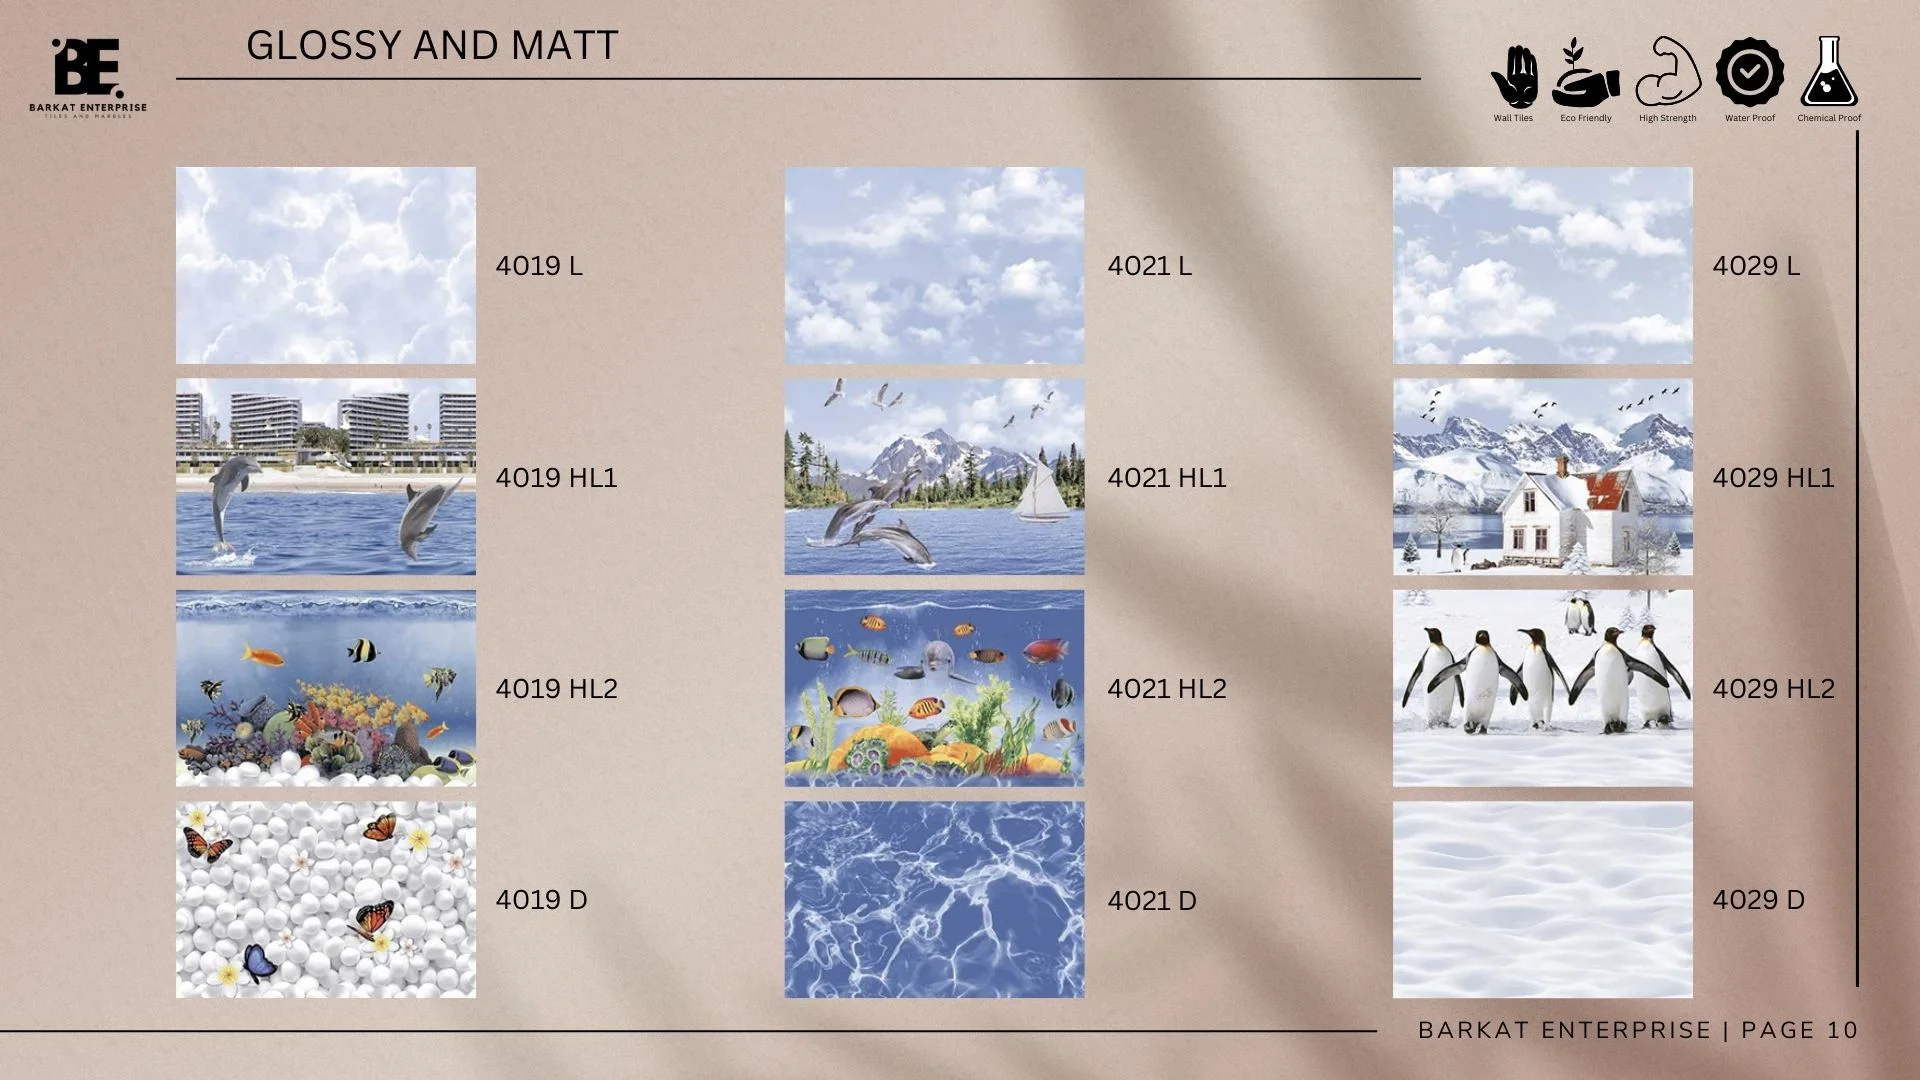 GLOSSY AND MATT
BE.
BARKAT ENTERPRISE
TILES AND MARBLES
Wall Tiles
Eco Friendly
High Strength
Water Proof
Chemical Proof
4019 L
4021 L
4029 L
4019 HL1
4021 HL1
4029 HL1
4019 HL2
4021 HL2
4029 HL2
4019 D
4021 D
4029 D
BARKAT ENTERPRISE | PAGE 10